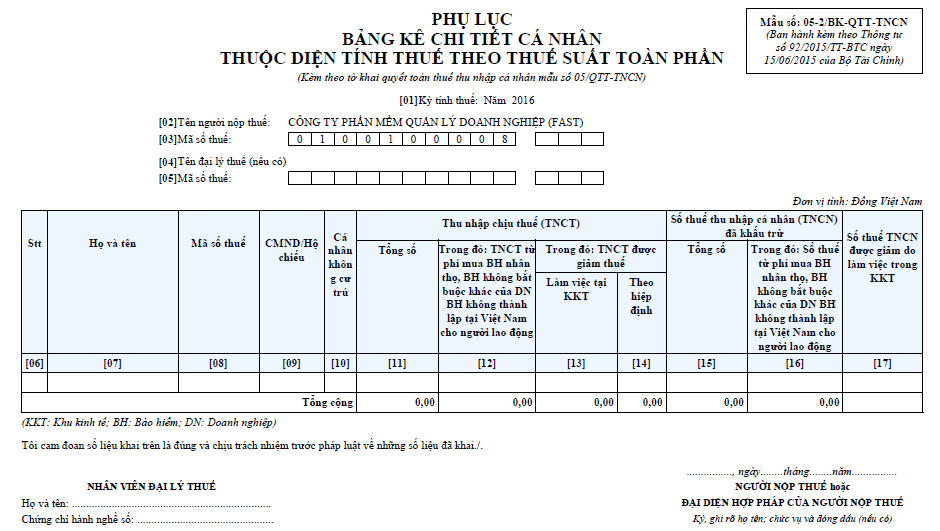 PHỤ LỤC
BẢNG KÊ CHI TIẾT CÁ NHÂN
THUỘC DIỆN TÍNH THUẾ THEO THUẾ SUẤT TOÀN PHẦN
(Kèm theo tờ khai quyết toán thuế thu nhập cá nhân mẫu số 05/QTT-TNCN)
Mẫu số: 05-2/BK-QTT-TNCN
(Ban hành kèm theo Thông tư
số 92/2015/TT-BTC ngày
15/06/2015 của Bộ Tài Chính)
[01]Kỳ tính thuế: Năm 2016
[02]Tên người nộp thuế: CÔNG TY PHẦN MỀM QUẢN LÝ DOANH NGHIỆP (FAST)
[03]Mã số thuế: 0 1 0 0 1 0 0 0 0 8
[04]Tên đại lý thuế (nếu có)
[05]Mã số thuế:
Đơn vị tính: Đồng Việt Nam
Stt
Họ và tên
Mã số thuế
CMND/Hộ
chiếu
Cá
nhân
khôn
g cư
trú
Thu nhập chịu thuế (TNCT)
Tổng số
Trong đó: TNCT từ
phí mua BH nhân
thọ, BH không bắt
buộc khác của DN
BH không thành
lập tại Việt Nam
cho người lao động
Trong đó: TNCT được
giảm thuế
Làm việc tại
KKT
Theo
hiệp
định
Số thuế thu nhập cá nhân (TNCN)
đã khấu trừ
Tổng số
Trong đó: Số thuế
từ phí mua BH
nhân thọ, BH
không bắt buộc
khác của DN BH
không thành lập
tại Việt Nam cho
người lao động
Số thuế TNCN
được giảm do
làm việc trong
KKT
[06] [07] [08] [09] [10] [11] [12] [13] [14] [15] [16] [17]
Tổng cộng 0,00 0,00 0,00 0,00 0,00 0,00
(KKT: Khu kinh tế; BH: Bảo hiểm; DN: Doanh nghiệp)
Tôi cam đoan số liệu khai trên là đúng và chịu trách nhiệm trước pháp luật về những số liệu đã khai./.
................, ngày........tháng........năm................
NHÂN VIÊN ĐẠI LÝ THUẾ
NGƯỜI NỘP THUẾ hoặc
Họ và tên: ......................................................................
ĐẠI DIỆN HỢP PHÁP CỦA NGƯỜI NỘP THUẾ
Chứng chỉ hành nghề số: ................................................
Ký, ghi rõ họ tên; chức vụ và đóng dấu (nếu có)